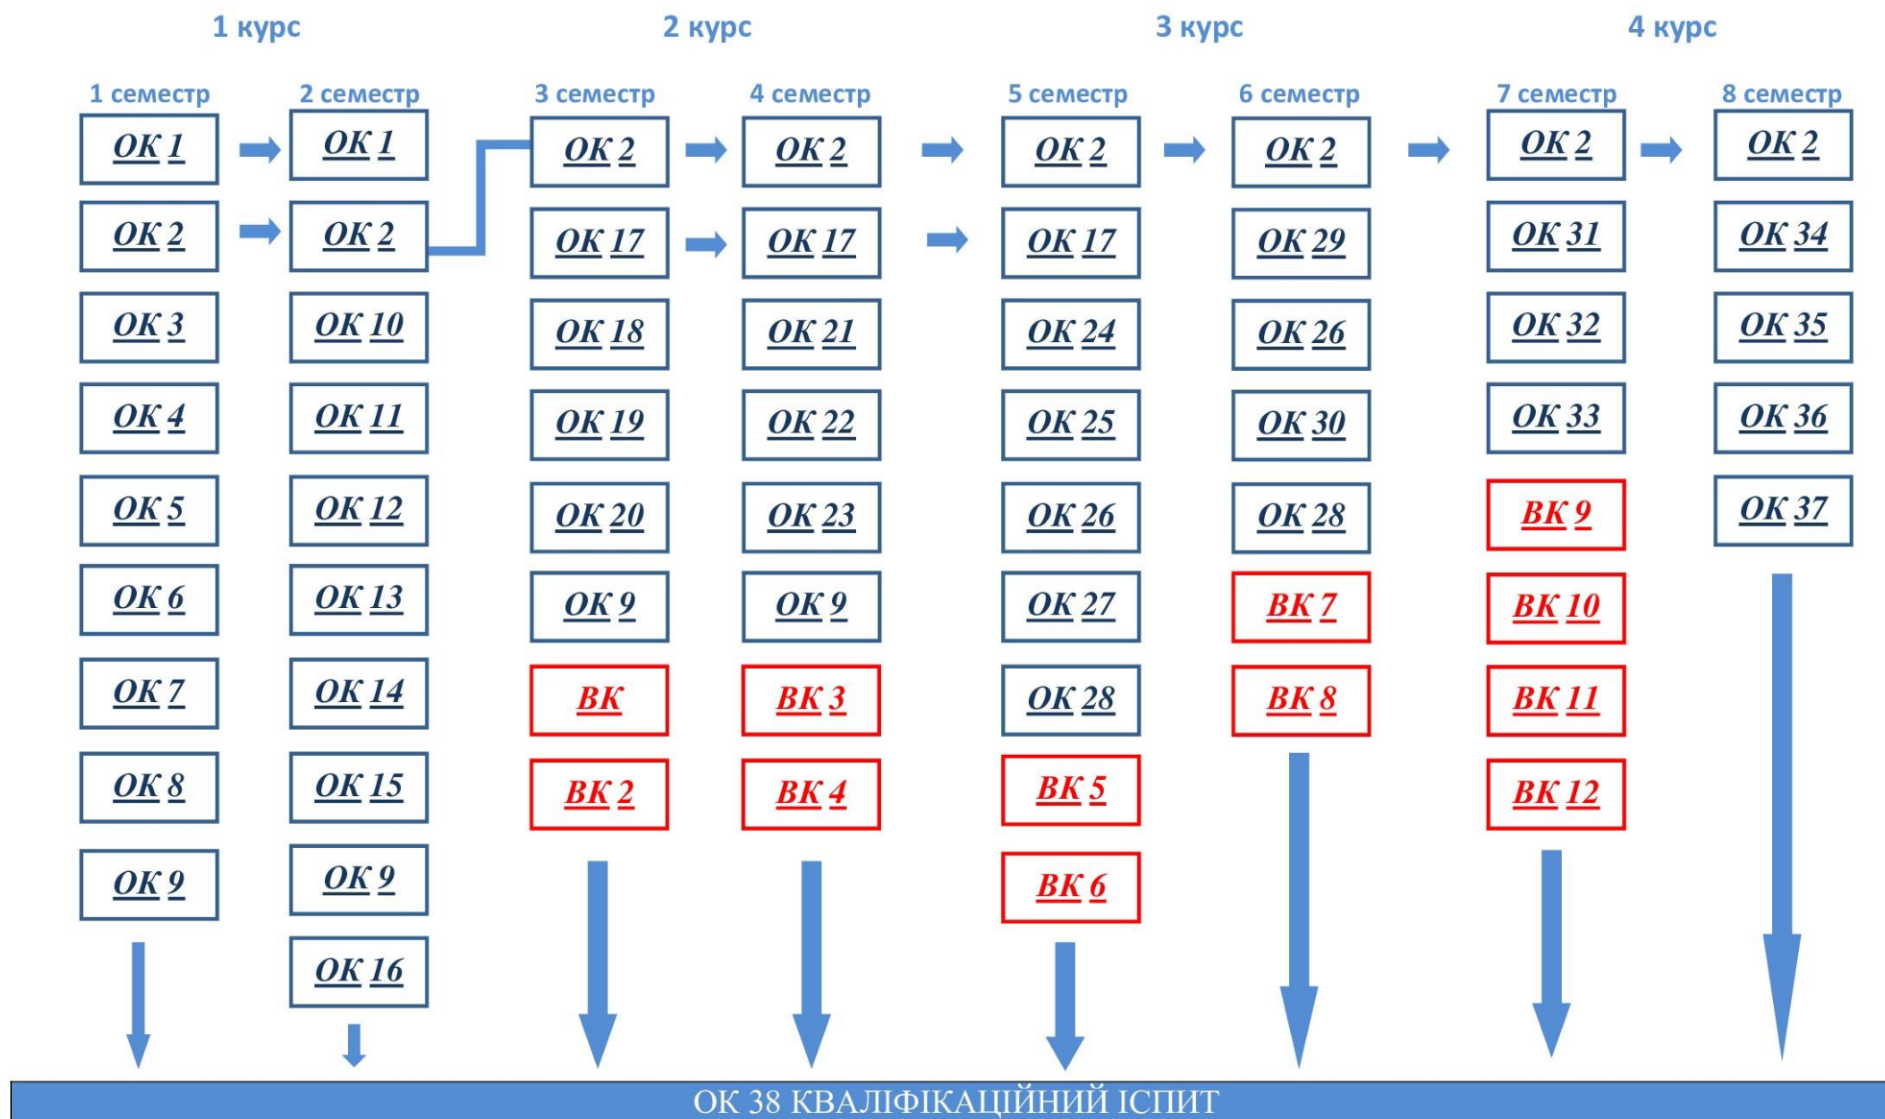 1 курс 2 курс 3 курс 4 курс
1 семестр 2 семестр 3 семестр 4 семестр 5 семестр 6 семестр 7 семестр 8 семестр
ОК 1 ОК 1 ОК 2 ОК 2 ОК 2 ОК 2 ОК 2 ОК 2
ОК 2 ОК 2 ОК 17 ОК 17 ОК 17 ОК 29 ОК 31 ОК 34
ОК 3 ОК 10 ОК 18 ОК 21 ОК 24 ОК 26 ОК 32 ОК 35
ОК 4 ОК 11 ОК 19 ОК 22 ОК 25 ОК 30 ОК 33 ОК 36
ОК 5 ОК 12 ОК 20 ОК 23 ОК 26 ОК 28 ВК 9 ОК 37
ОК 6 ОК 13 ОК 9 ОК 9 ОК 27 ВК 7 ВК 10
ОК 7 ОК 14 ВК ВК 3 ОК 28 ВК 8 ВК 11
ОК 8 ОК 15 ВК 2 ВК 4 ВК 5 ВК 12
ОК 9 ОК 9 ВК 6
ОК 16
ОК 38 КВАЛІФІКАЦІЙНИЙ ІСПИТ